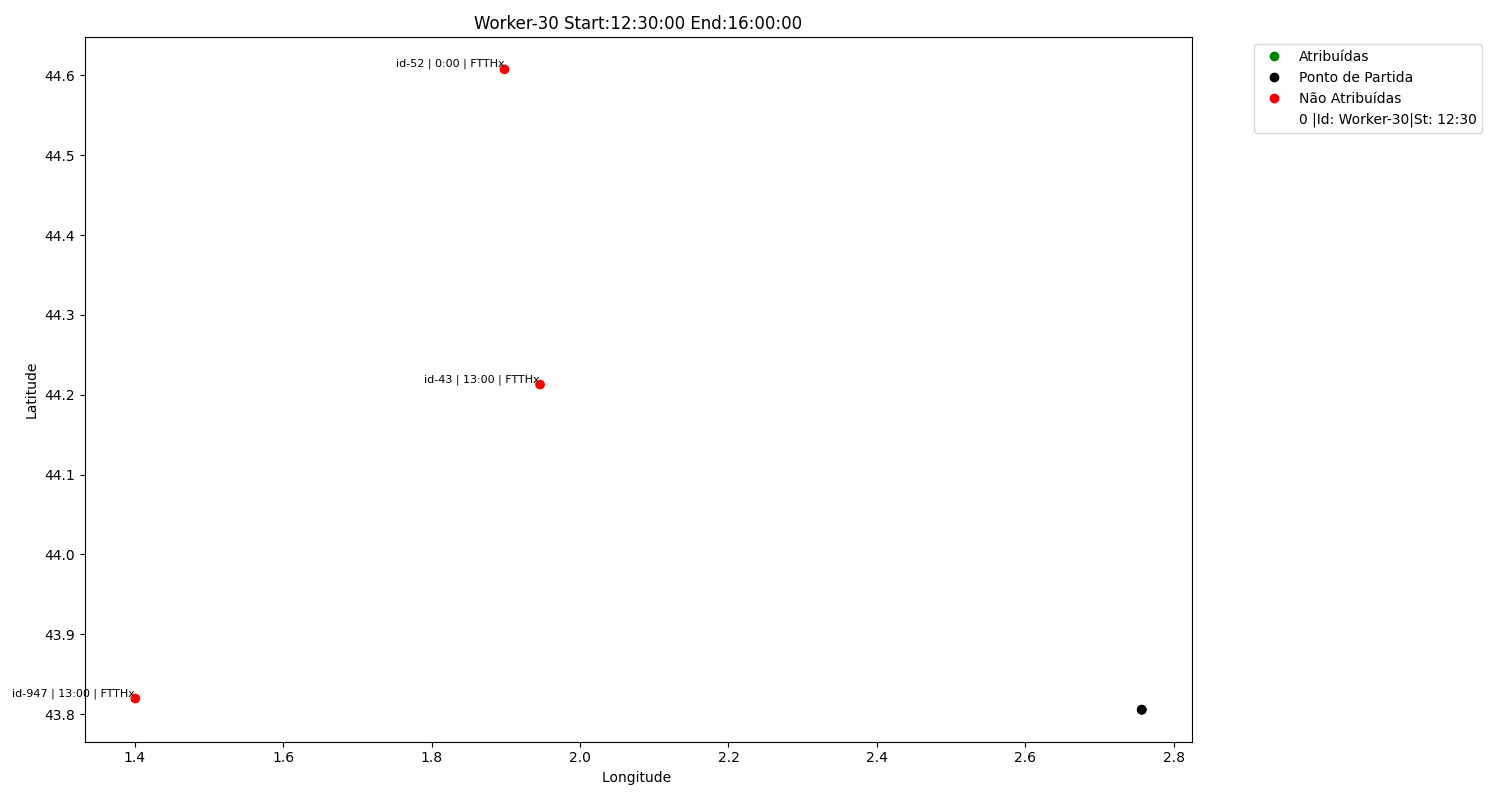 Worker-30 Start:12:30:00 End:16:00:00
Atribuídas
Ponto de Partida
Não Atribuídas
0 |Id: Worker-30|St: 12:30
id-52 | 0:00 | FTTHx
id-43 | 13:00 | FTTHx
id-947 | 13:00 | FTTHx
Latitude
44.6
44.5
44.4
44.3
44.2
44.1
44.0
43.9
43.8
1.4 1.6 1.8 2.0 2.2 2.4 2.6 2.8
Longitude